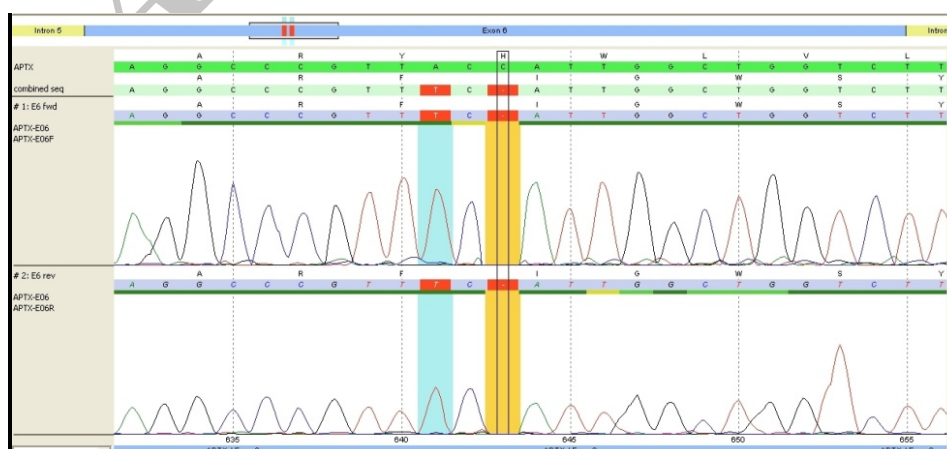 Intron 5 Exon 6 Intron
A R Y H W L V L
APTX A G G C C C G T T A C C A T T G G C T G G T C T T
A R F I G W S Y
combined seq A G G C C C G T T T C A T T G G C T G G T C T T
# 1: E6 fwd A R F I G W S Y
A G G C C C G T T T C - A T T G G C T G G T C T T
APTX-E06
APTX-E06F
# 2: E6 rev A R F I G W S Y
A G G C C C G T T T C - A T T G G C T G G T C T T
APTX-E06
APTX-E06R
635 640 645 650 655